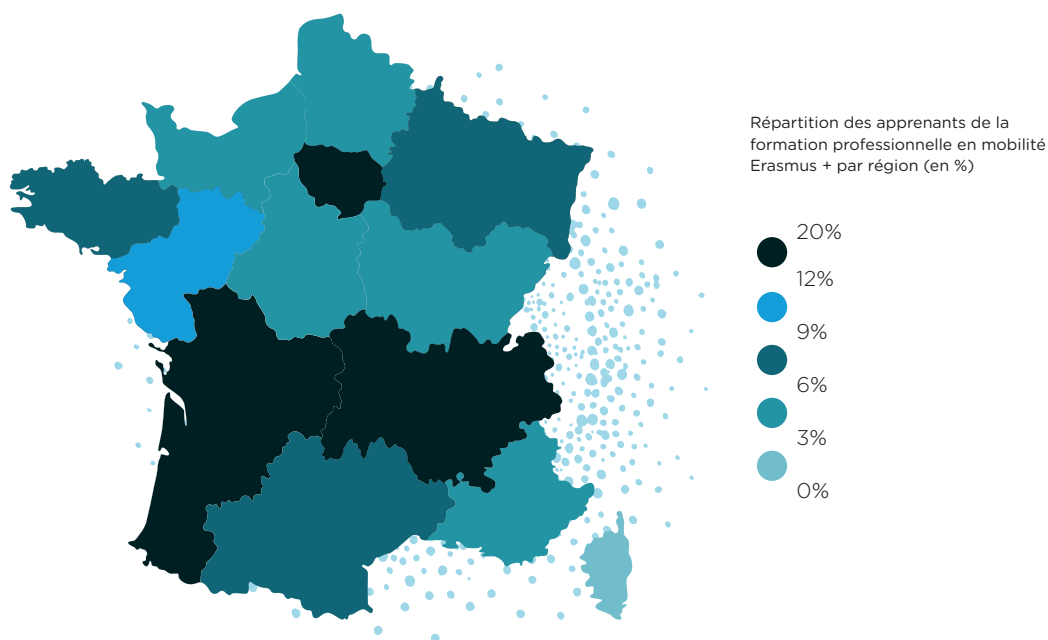 Répartition des apprenants de la
formation professionnelle en mobilité
Erasmus + par région (en %)
20%
12%
9%
6%
3%
0%